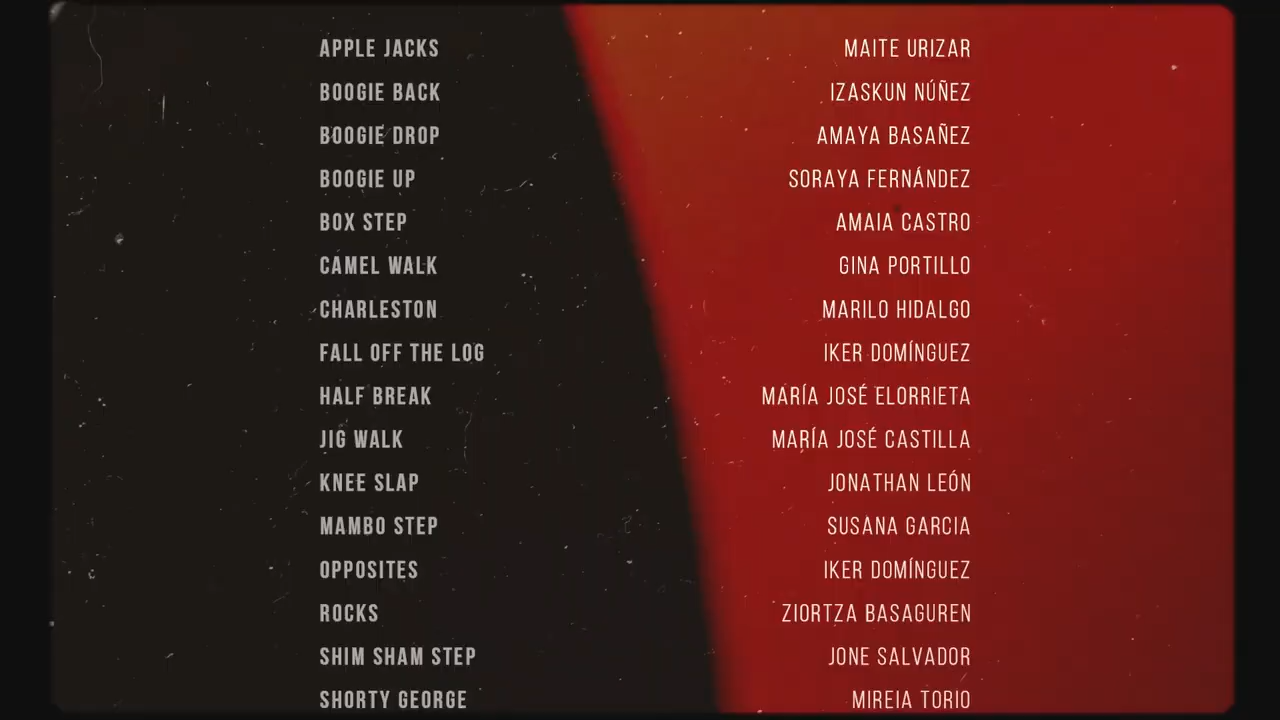 APPLE JACKS MAITE URIZAR
BOOGIE BACK IZASKUN NÚÑEZ
BOOGIE DROP AMAYA BASAÑEZ
BOOGIE UP SORAYA FERNÁNDEZ
BOX STEP AMAIA CASTRO
CAMEL WALK GINA PORTILLO
CHARLESTON MARILO HIDALGO
FALL OFF THE LOG IKER DOMÍNGUEZ
HALF BREAK MARÍA JOSÉ ELORRIETA
JIG WALK MARÍA JOSÉ CASTILLA
KNEE SLAP JONATHAN LEÓN
MAMBO STEP SUSANA GARCIA
OPPOSITES IKER DOMÍNGUEZ
ROCKS ZIORTZA BASAGUREN
SHIM SHAM STEP JONE SALVADOR
SHORTY GEORGE MIREIA TORIO